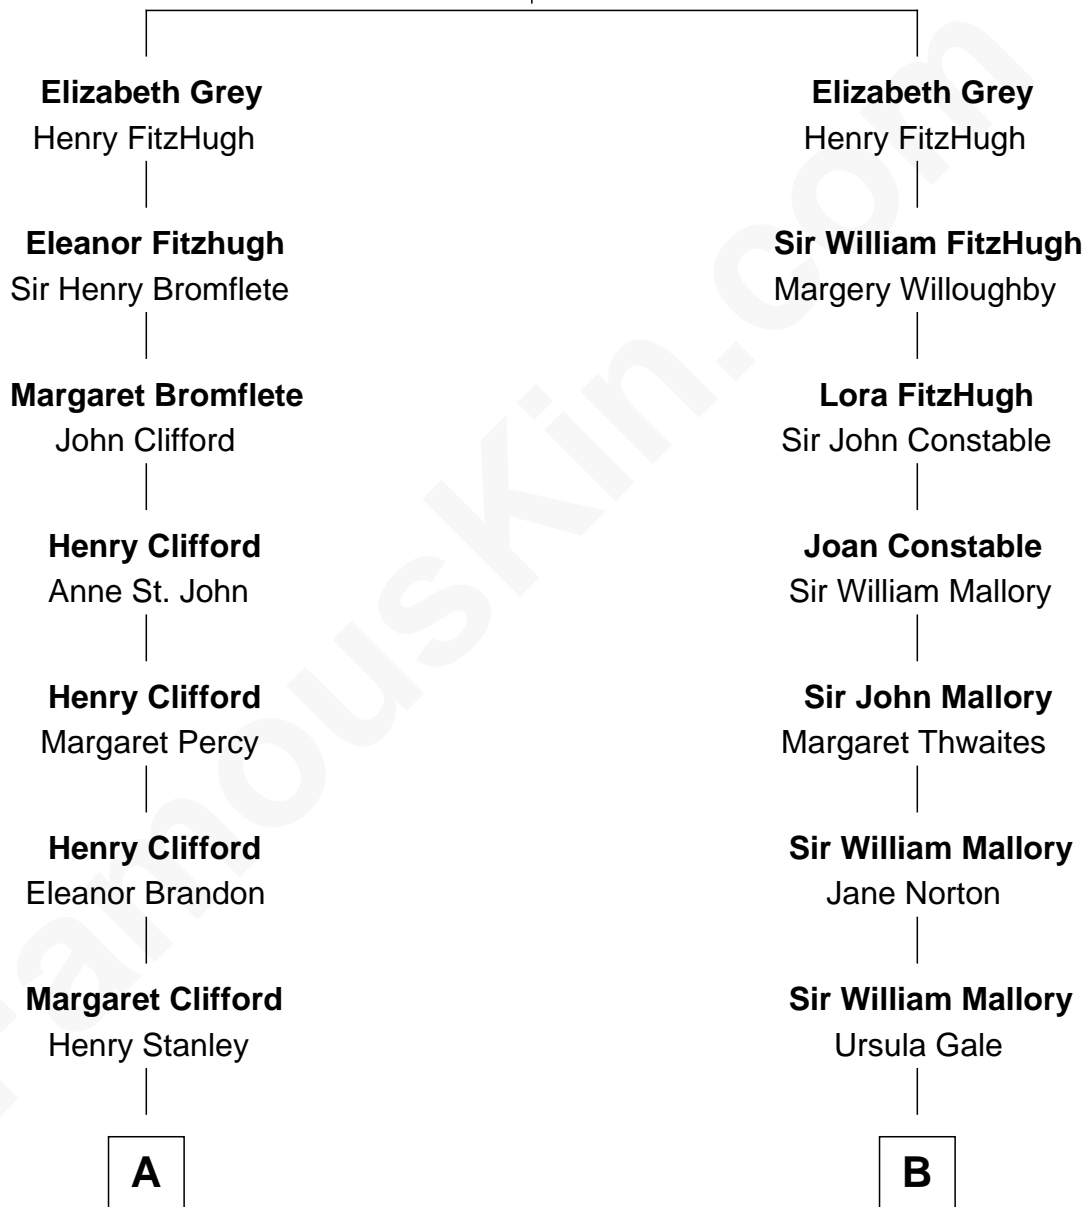 Elizabeth Grey
Henry FitzHugh
Eleanor Fitzhugh
Sir Henry Bromflete
Margaret Bromflete
John Clifford
Henry Clifford
Anne St. John
Henry Clifford
Margaret Percy
Henry Clifford
Eleanor Brandon
Margaret Clifford
Henry Stanley
A
Elizabeth Grey
Henry FitzHugh
Sir William FitzHugh
Margery Willoughby
Lora FitzHugh
Sir John Constable
Joan Constable
Sir William Mallory
Sir John Mallory
Margaret Thwaites
Sir William Mallory
Jane Norton
Sir William Mallory
Ursula Gale
B
FamousKin.com